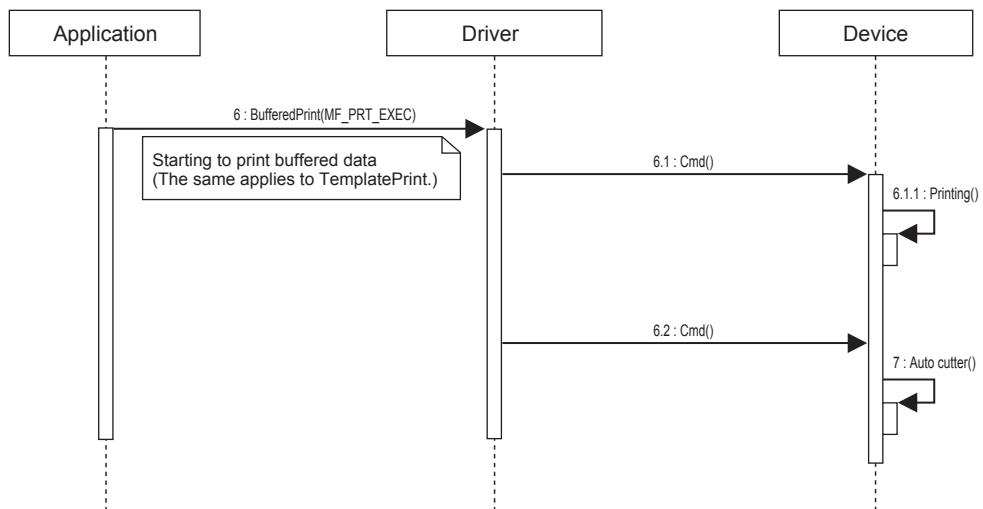 Application
Driver
Device
6 : BufferedPrint(MF_PRT_EXEC)
Starting to print buffered data
(The same applies to TemplatePrint.)
6.1 : Cmd()
6.1.1 : Printing()
6.2 : Cmd()
7 : Auto cutter()